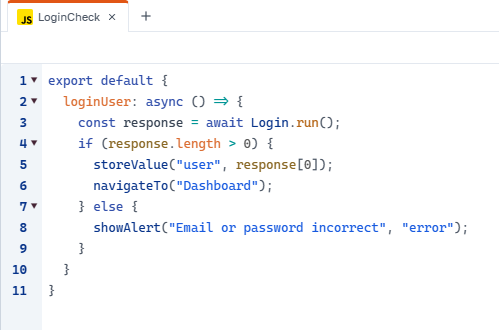 JS LoginCheck × +
1 export default {
2 loginUser: async () => {
3 const response = await Login.run();
4 if (response.length > 0) {
5 storeValue("user", response[0]);
6 navigateTo("Dashboard");
7 } else {
8 showAlert("Email or password incorrect", "error");
9 }
10 }
11 }